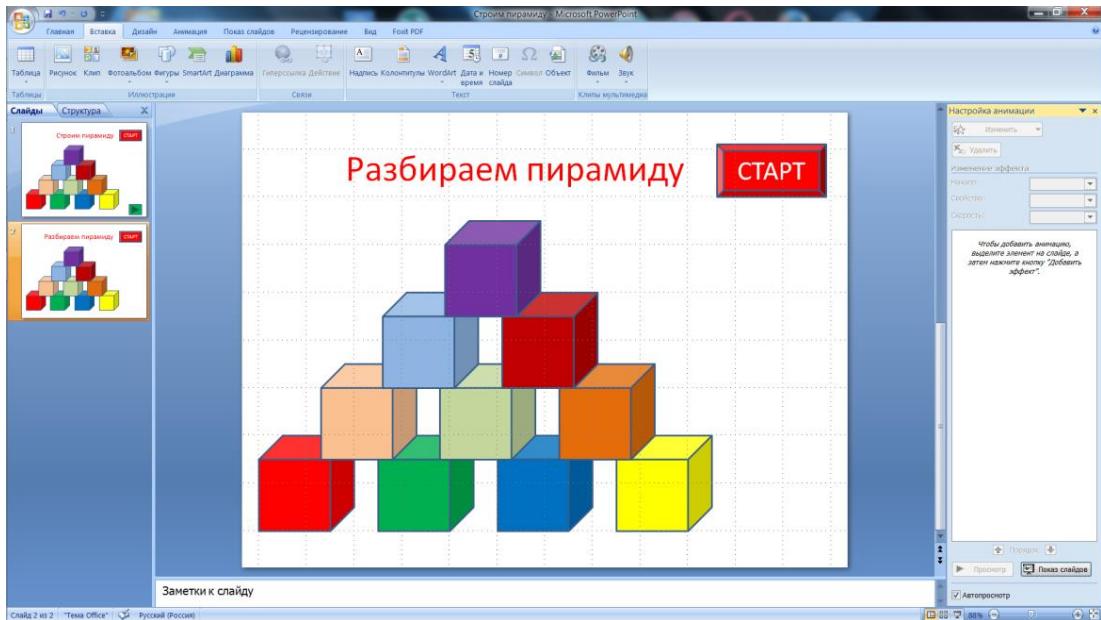 Строим пирамиду - Microsoft PowerPoint
Главная Вставка Дизайн Анимация Показ слайдов Рецензирование Вид Foxit PDF
Таблица Рисунок Клип Фотоальбом Фигуры SmartArt Диаграмма Гиперссылка Действие Надпись Колонтитулы WordArt Дата и время Номер слайда Символ Объект Фильм Звук
Таблицы Иллюстрации Связи Текст Клипы мультимедиа
Слайды Структура
1
Строим пирамиду СТАРТ
2
Разбираем пирамиду СТАРТ
Разбираем пирамиду СТАРТ
Заметки к слайду
Настройка анимации
Изменить
Удалить
Изменение эффекта
Начало:
Свойство:
Скорость:
Чтобы добавить анимацию,
выделите элемент на слайде, а
затем нажмите кнопку "Добавить
эффект".
Порядок
Просмотр Показ слайдов
Автопросмотр
Слайд 2 из 2 "Тема Office" Русский (Россия) 88%